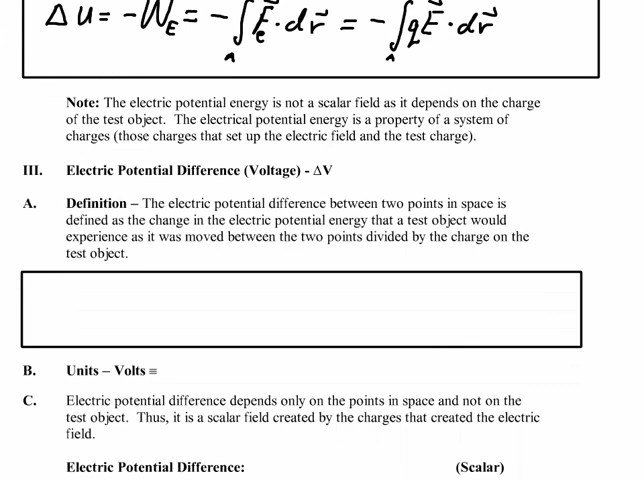 Δu = -W_E = -∫_A F⃗_e · dr⃗ = -∫_A qE⃗ · dr⃗
Note: The electric potential energy is not a scalar field as it depends on the charge
of the test object. The electrical potential energy is a property of a system of
charges (those charges that set up the electric field and the test charge).
III. Electric Potential Difference (Voltage) - ΔV
A. Definition – The electric potential difference between two points in space is
defined as the change in the electric potential energy that a test object would
experience as it was moved between the two points divided by the charge on the
test object.
B. Units – Volts ≡
C. Electric potential difference depends only on the points in space and not on the
test object. Thus, it is a scalar field created by the charges that created the electric
field.
Electric Potential Difference: (Scalar)